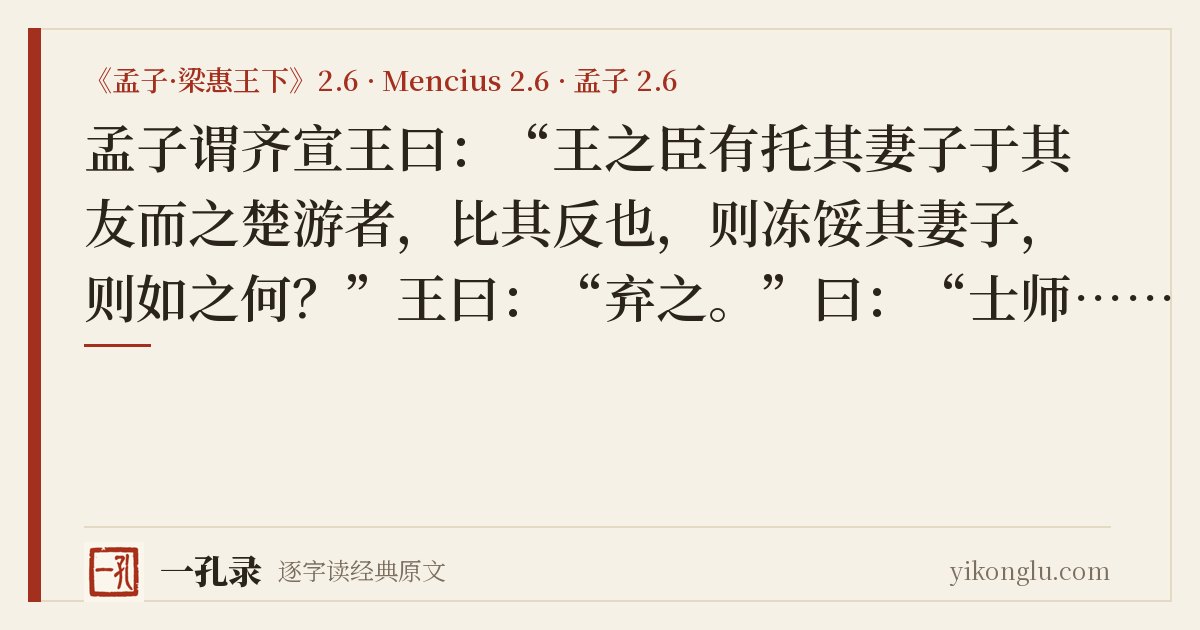 《孟子·梁惠王下》2.6 · Mencius 2.6 · 孟子 2.6
孟子谓齐宣王曰：“王之臣有托其妻子于其
友而之楚游者，比其反也，则冻馁其妻子，
则如之何？”王曰：“弃之。”曰：“士师……
一孔
一孔录 逐字读经典原文 yikonglu.com